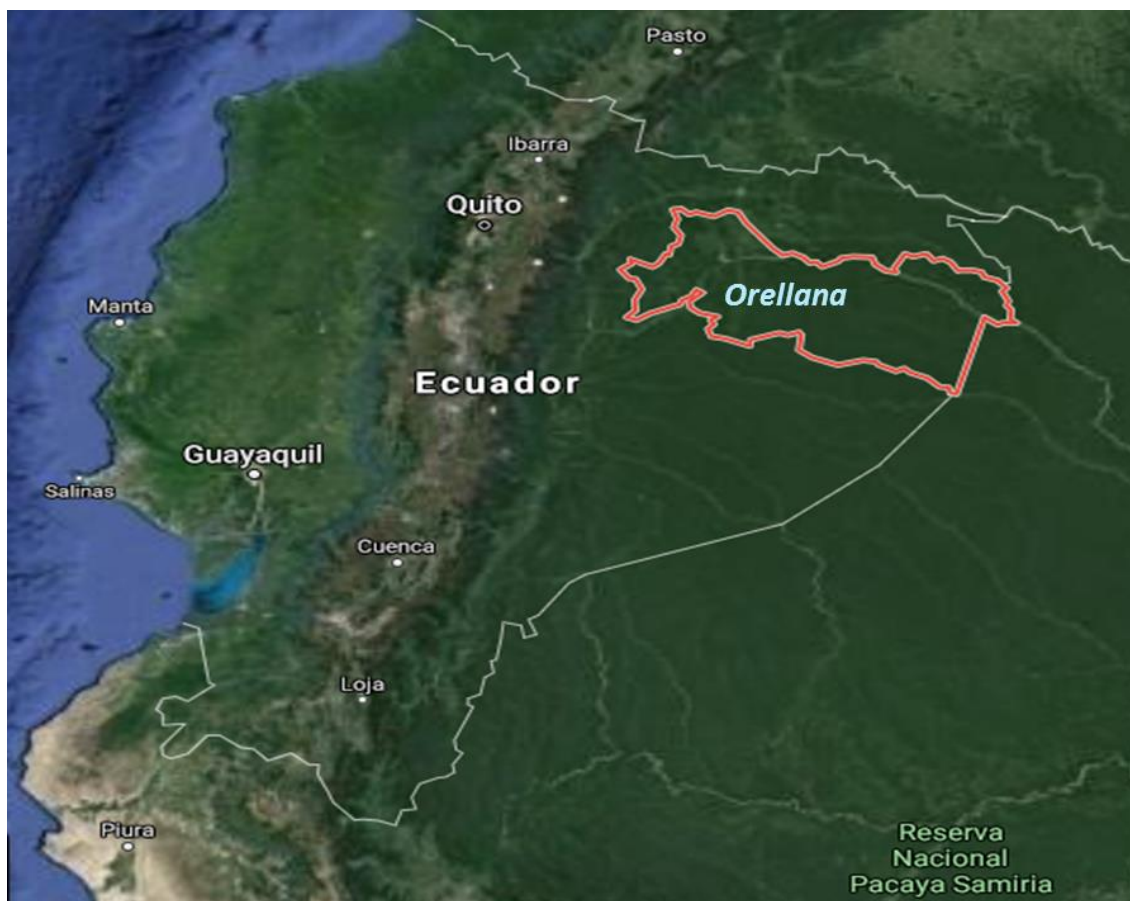 Pasto
Ibarra
Quito
Orellana
Manta
Ecuador
Guayaquil
Salinas
Cuenca
Loja
Piura
Reserva
Nacional
Pacaya Samiria